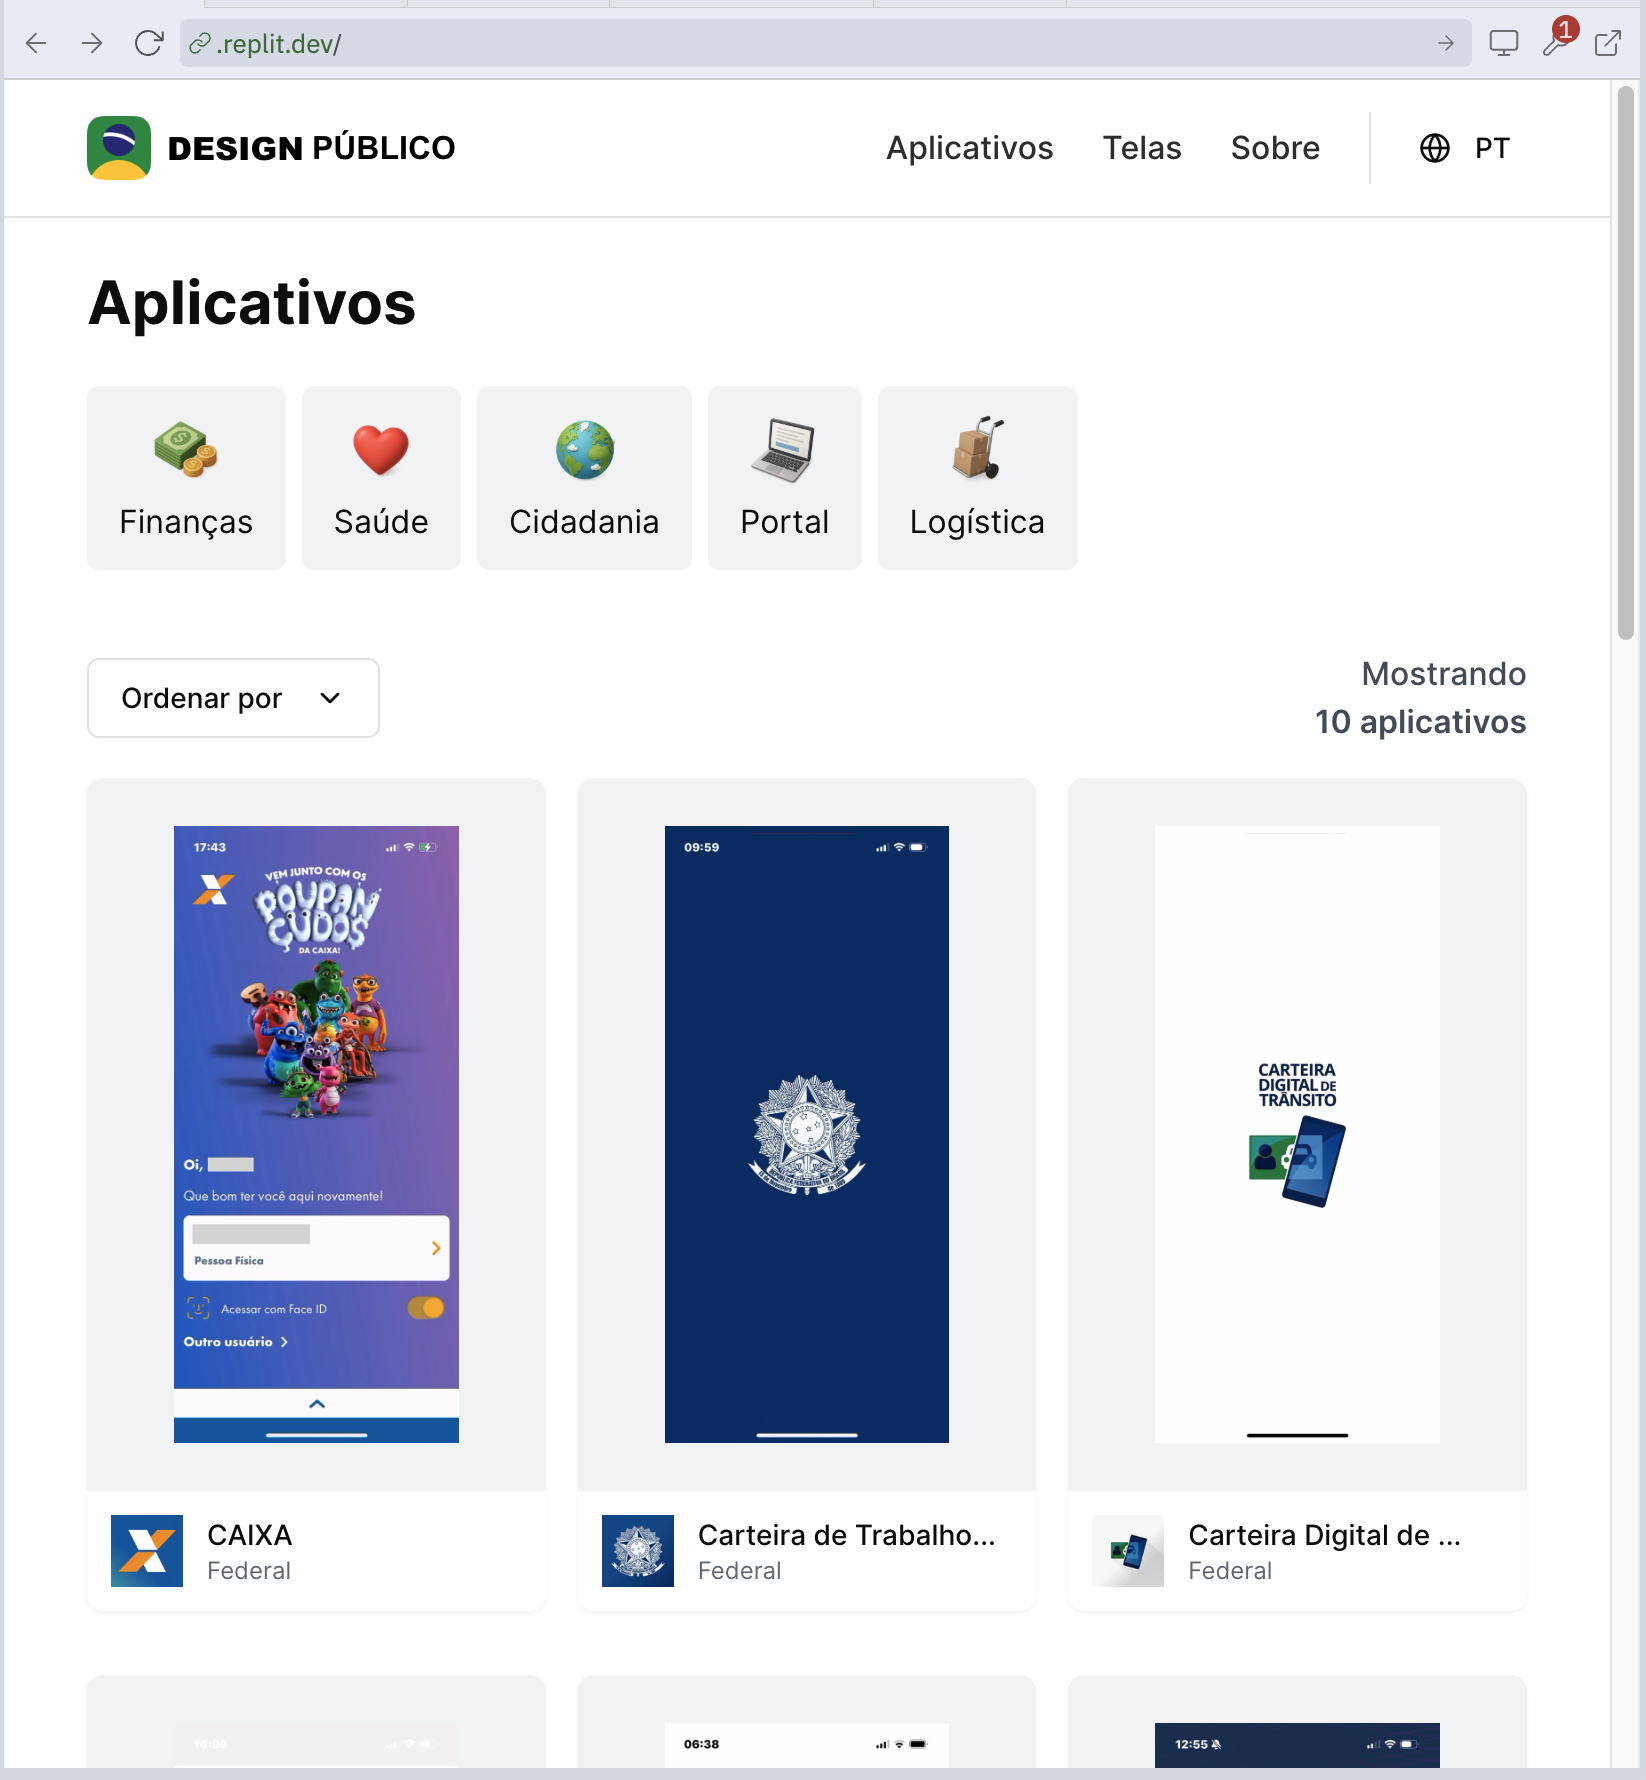 .replit.dev/
1
DESIGN PÚBLICO
Aplicativos
Telas
Sobre
PT
Aplicativos
Finanças
Saúde
Cidadania
Portal
Logística
Ordenar por
Mostrando
10 aplicativos
17:43
VEM JUNTO COM OS
POUPAN
ÇUDOS
DA CAIXA!
Oi,
Que bom ter você aqui novamente!
Pessoa Física
Acessar com Face ID
Outro usuário
09:59
CARTEIRA
DIGITAL DE
TRÂNSITO
CAIXA
Federal
Carteira de Trabalho...
Federal
Carteira Digital de ...
Federal
14:09
06:38
12:55